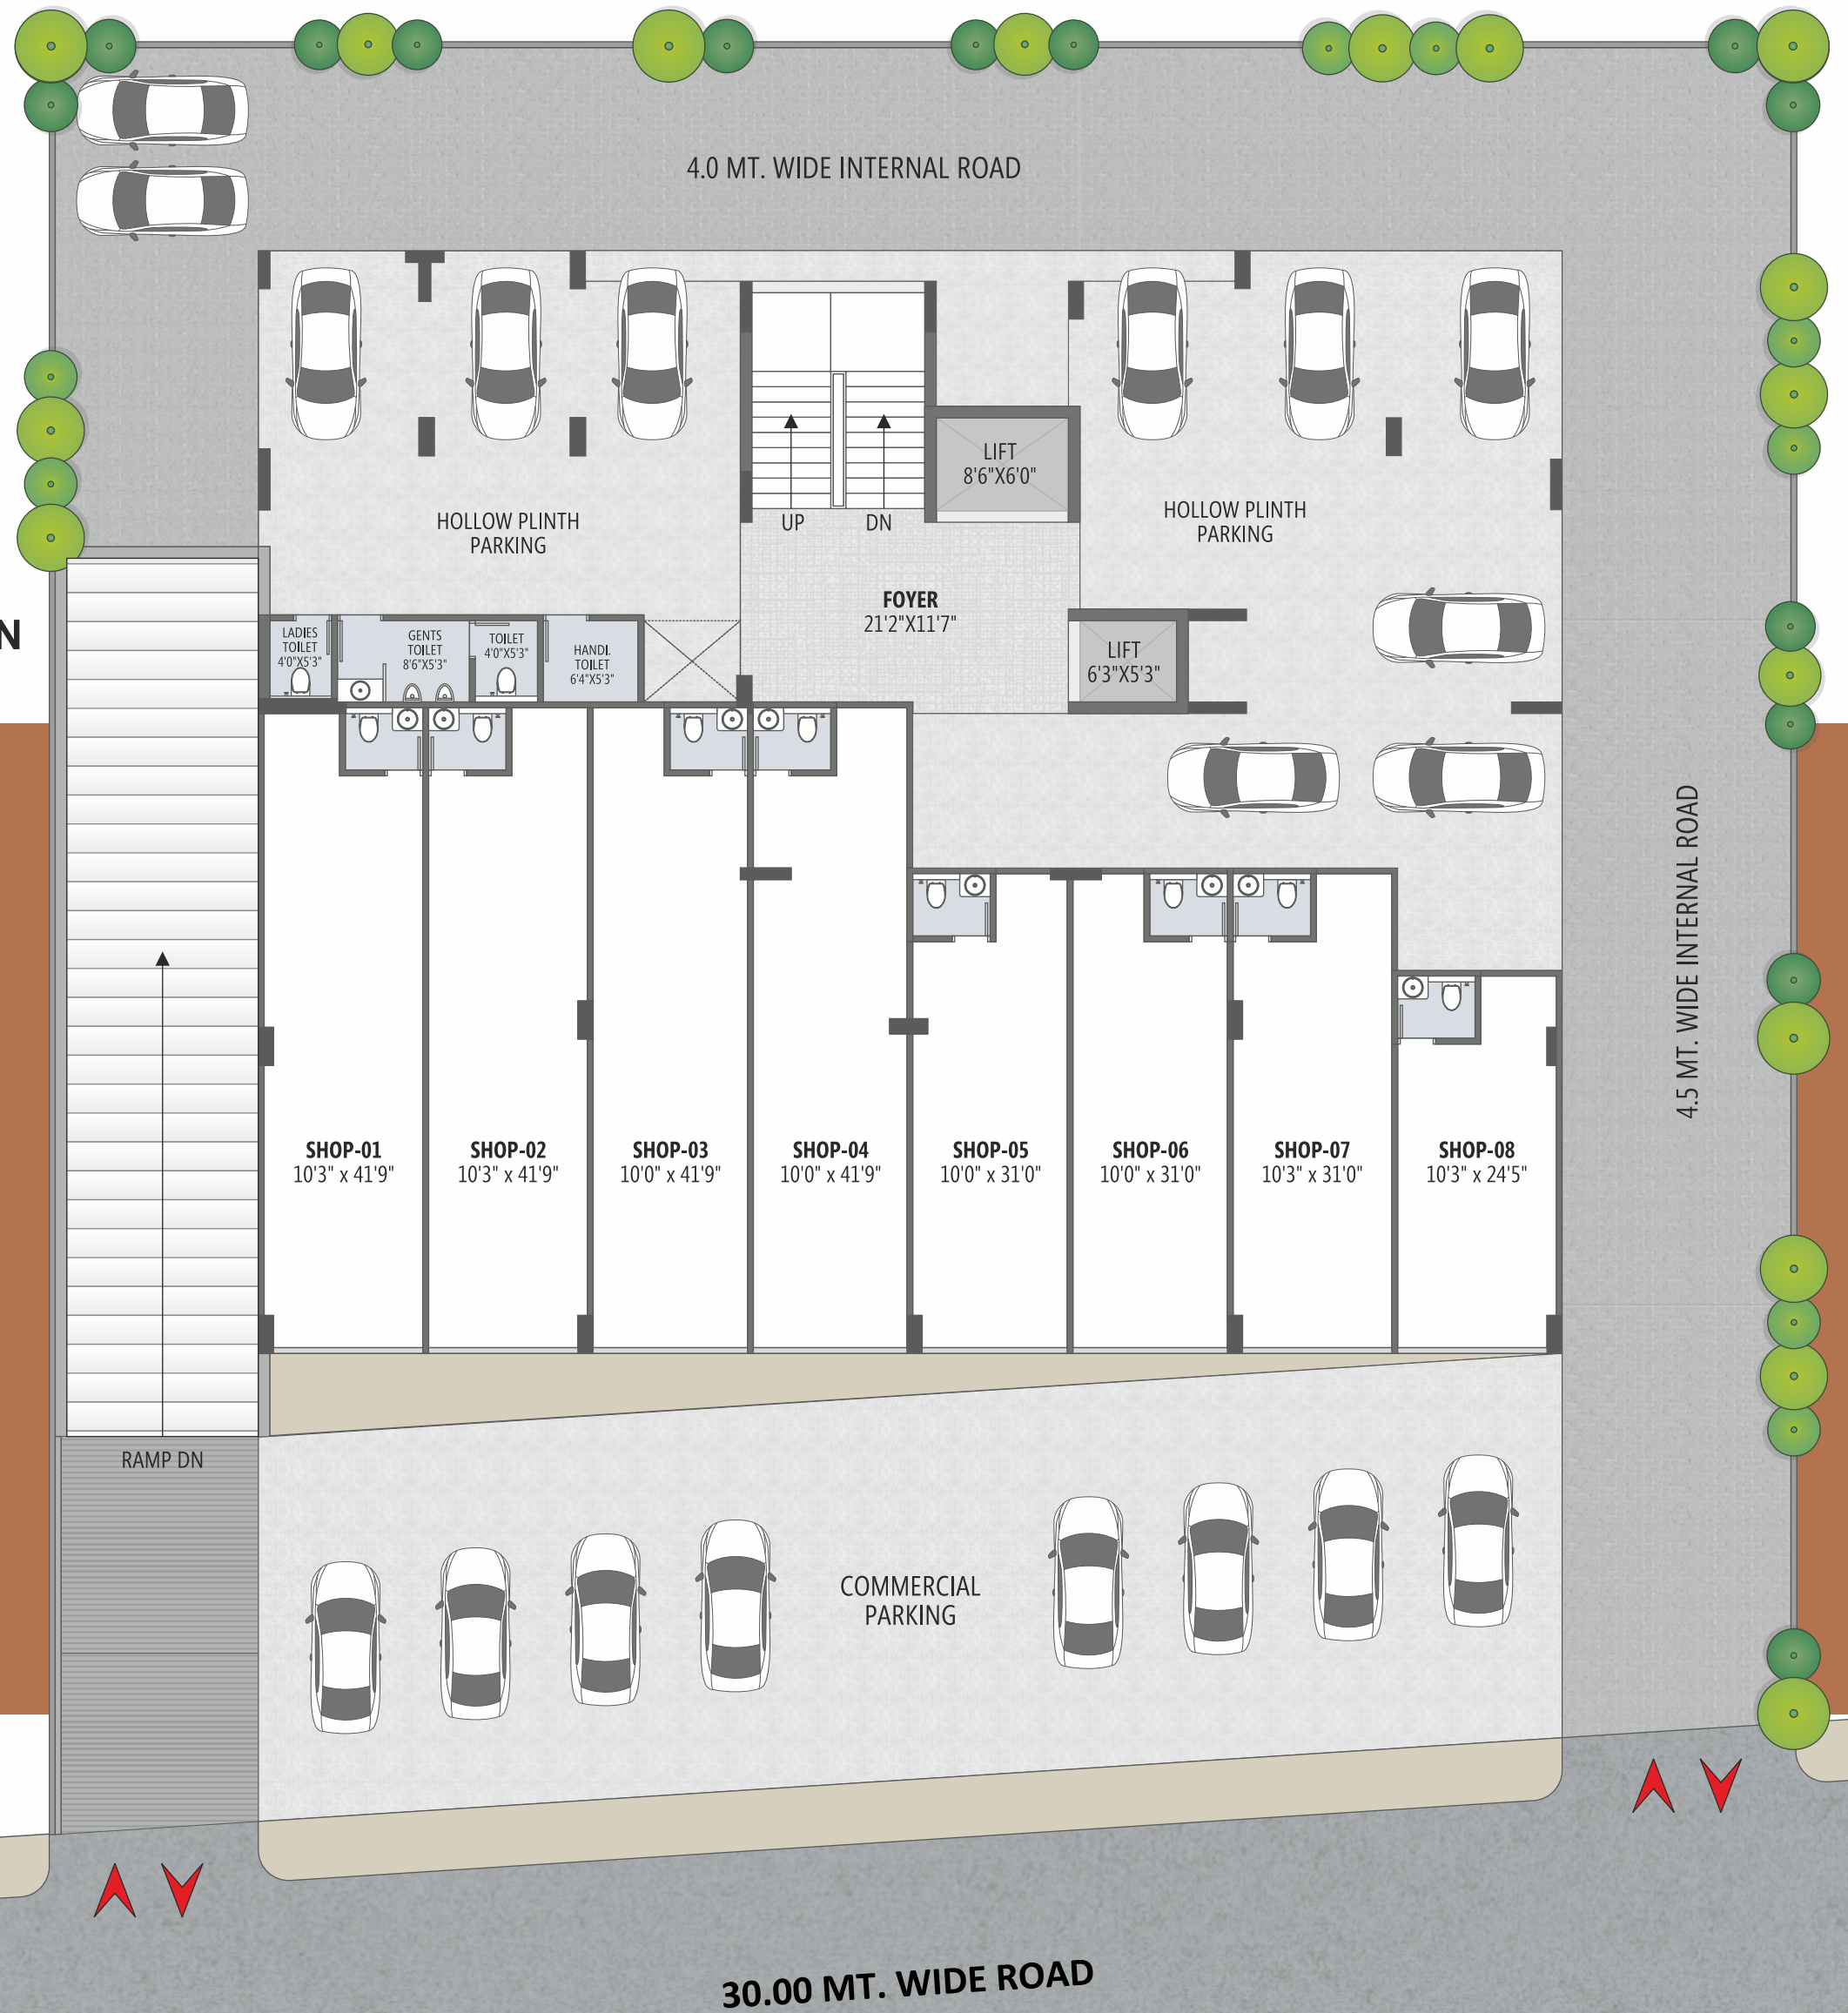 4.0 MT. WIDE INTERNAL ROAD
LIFT
8'6"X6'0"
HOLLOW PLINTH
PARKING
UP
DN
HOLLOW PLINTH
PARKING
FOYER
21'2"X11'7"
N
LADIES
TOILET
4'0"X5'3"
GENTS
TOILET
8'6"X5'3"
TOILET
4'0"X5'3"
HANDI.
TOILET
6'4"X5'3"
LIFT
6'3"X5'3"
4.5 MT. WIDE INTERNAL ROAD
SHOP-01
10'3" x 41'9"
SHOP-02
10'3" x 41'9"
SHOP-03
10'0" x 41'9"
SHOP-04
10'0" x 41'9"
SHOP-05
10'0" x 31'0"
SHOP-06
10'0" x 31'0"
SHOP-07
10'3" x 31'0"
SHOP-08
10'3" x 24'5"
RAMP DN
COMMERCIAL
PARKING
30.00 MT. WIDE ROAD